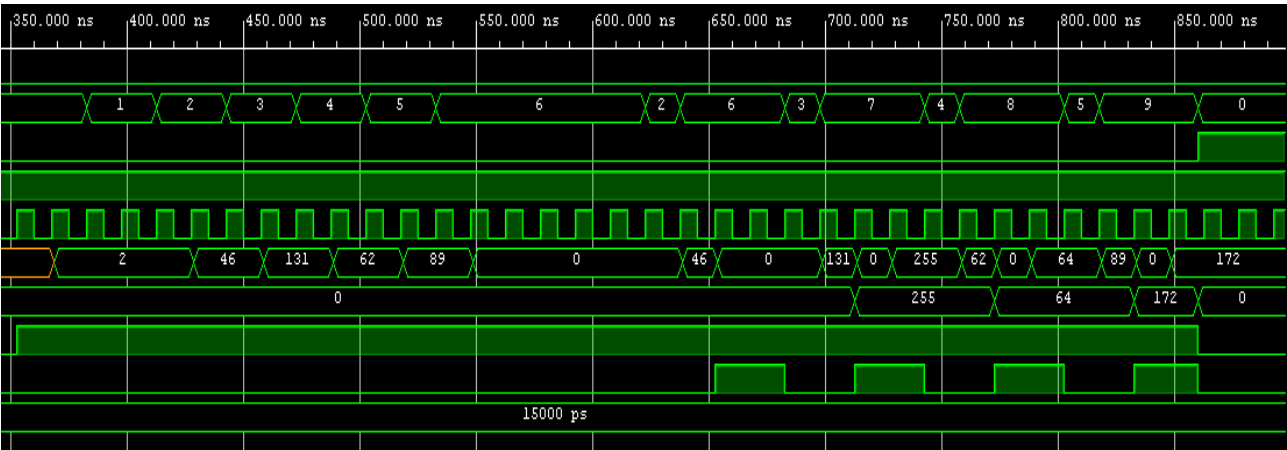 350.000 ns 400.000 ns 450.000 ns 500.000 ns 550.000 ns 600.000 ns 650.000 ns 700.000 ns 750.000 ns 800.000 ns 850.000 ns
1 2 3 4 5 6 2 6 3 7 4 8 5 9 0
2 46 131 62 89 0 46 0 131 0 255 62 0 64 89 0 172
0 255 64 172 0
15000 ps